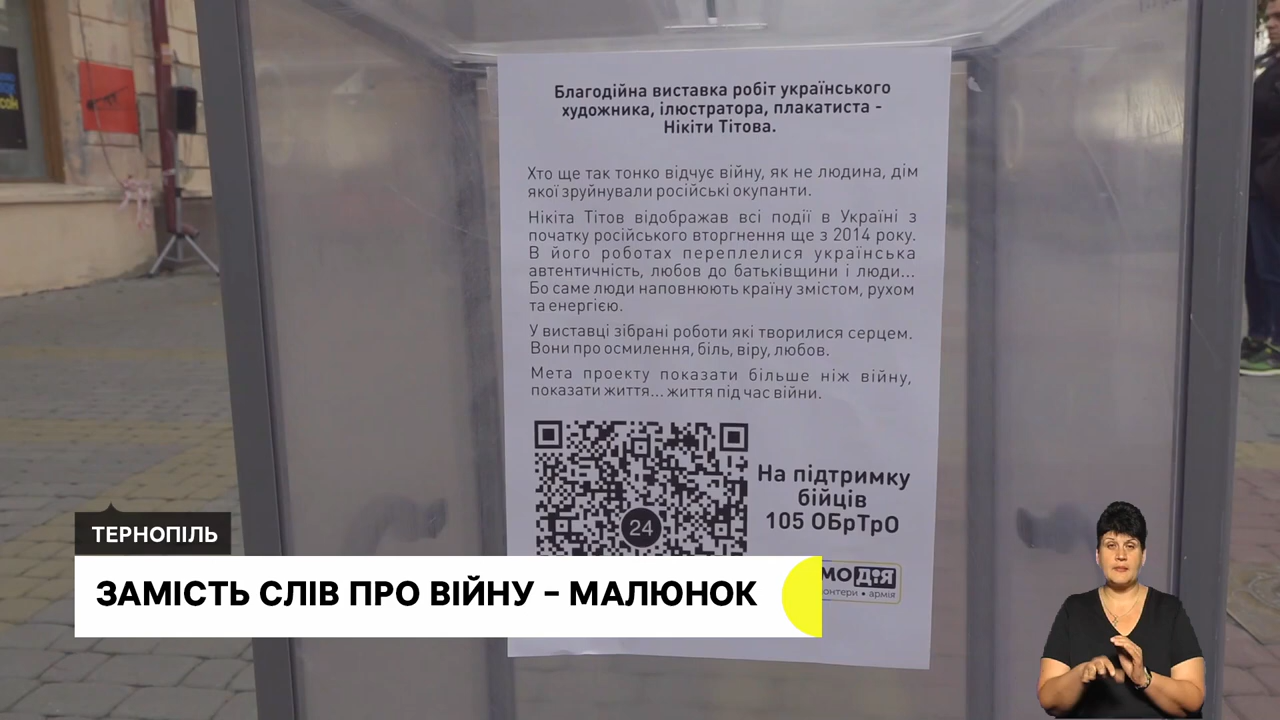 Благодійна виставка робіт українського
художника, ілюстратора, плакатиста -
Нікіти Тітова.
Хто ще так тонко відчує війну, як не людина, дім
якої зруйнували російські окупанти.
Нікіта Тітов відображав всі події в Україні з
початку російського вторгнення ще з 2014 року.
В його роботах переплелися українська
автентичність, любов до батьківщини і люди...
Бо саме люди наповнюють країну змістом, рухом
та енергією.
У виставці зібрані роботи які творилися серцем.
Вони про осмилення, біль, віру, любов.
Мета проекту показати більше ніж війну,
показати життя... життя під час війни.
24
На підтримку
бійців
105 ОБрТрО
армія
ТЕРНОПІЛЬ
ЗАМІСТЬ СЛІВ ПРО ВІЙНУ – МАЛЮНОК